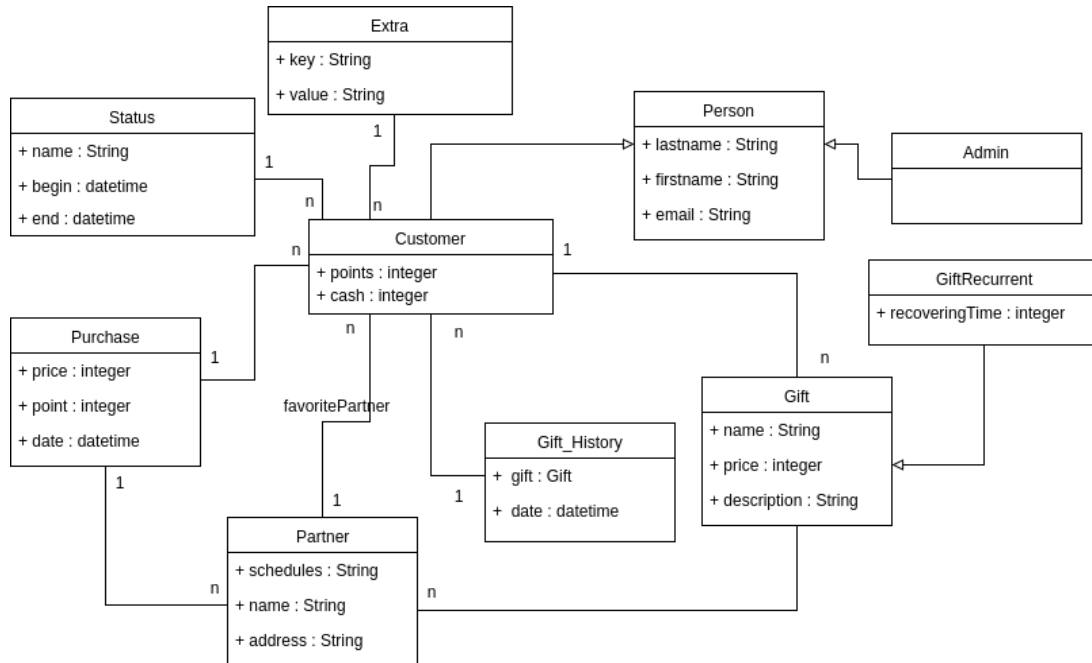 Extra
+ key : String
+ value : String
1
n
Status
+ name : String
+ begin : datetime
+ end : datetime
1
n
Person
+ lastname : String
+ firstname : String
+ email : String
Admin
Customer
+ points : integer
+ cash : integer
n
1
1
n
GiftRecurrent
+ recoveringTime : integer
Purchase
+ price : integer
+ point : integer
+ date : datetime
1
n
n
favoritePartner
1
n
1
Gift_History
+ gift : Gift
+ date : datetime
Gift
+ name : String
+ price : integer
+ description : String
Partner
+ schedules : String
+ name : String
+ address : String
n